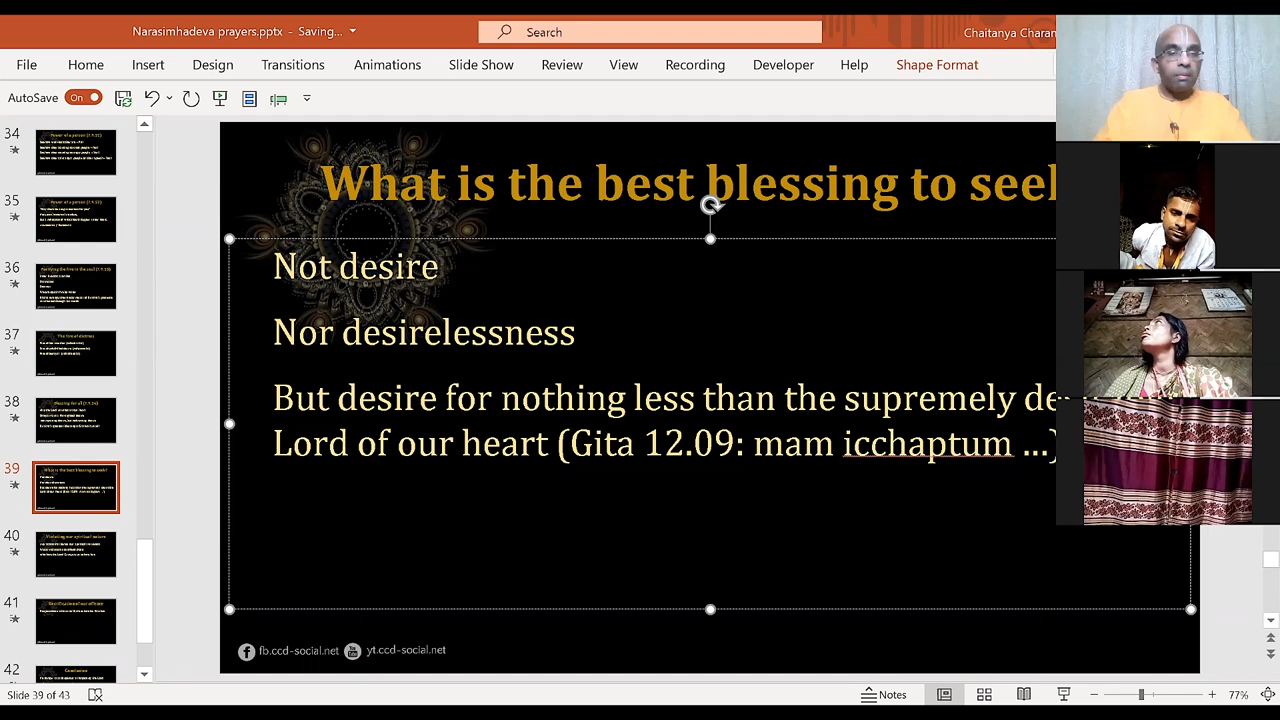 Narasimhadeva prayers.pptx - Saving...
Search
Chaitanya Charan
File Home Insert Design Transitions Animations Slide Show Review View Recording Developer Help Shape Format
AutoSave On
34
35
36
37
38
39
40
41
42
What is the best blessing to seek
Not desire
Nor desirelessness
But desire for nothing less than the supremely de
Lord of our heart (Gita 12.09: mam icchaptum ...)
fb.ccd-social.net yt.ccd-social.net
Slide 39 of 43
Notes
77%